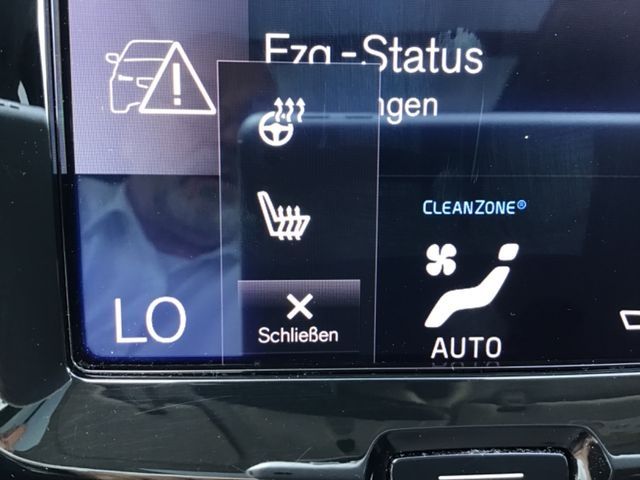 Fzg.-Status
ngen
CLEANZONE®
Schließen
LO
AUTO